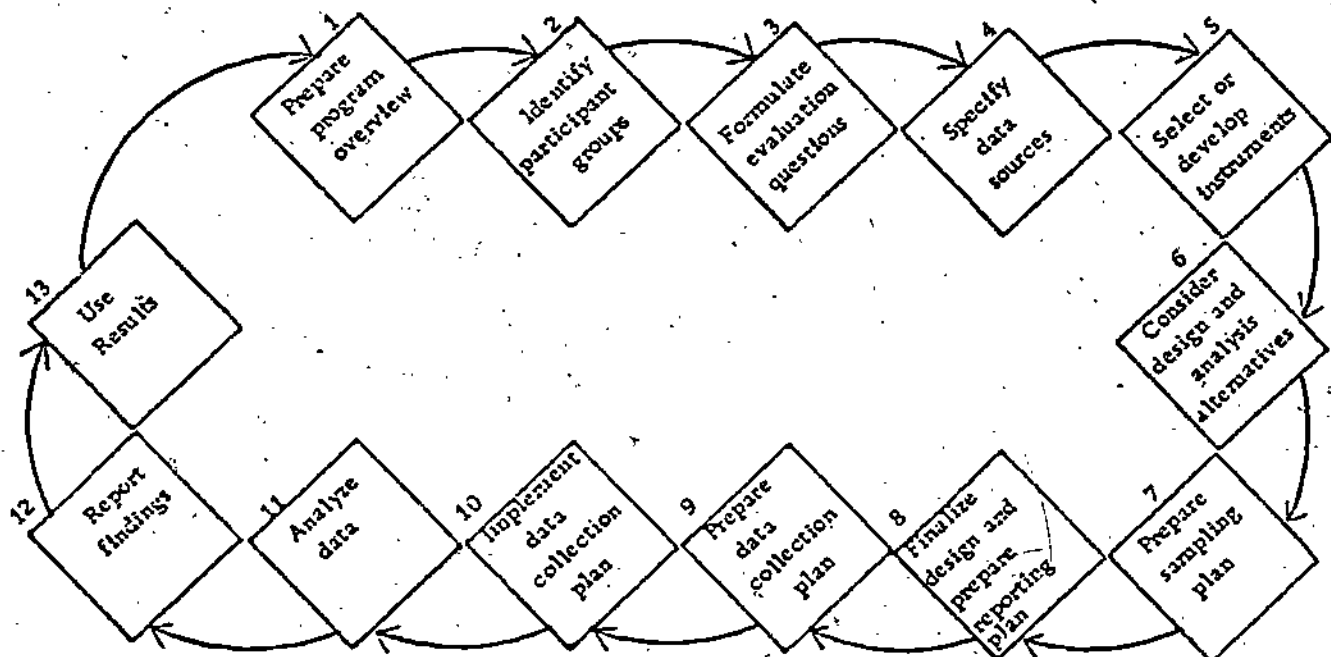 1
Prepare
program
overview
2
Identify
participant
groups
3
Formulate
evaluation
questions
4
Specify
data
sources
5
Select or
develop
instruments
6
Consider
design and
analysis
alternatives
7
Prepare
sampling
plan
8
Finalize
design and
prepare
reporting
plan
9
Prepare
data
collection
plan
10
Implement
data
collection
plan
11
Analyze
data
12
Report
findings
13
Use
Results